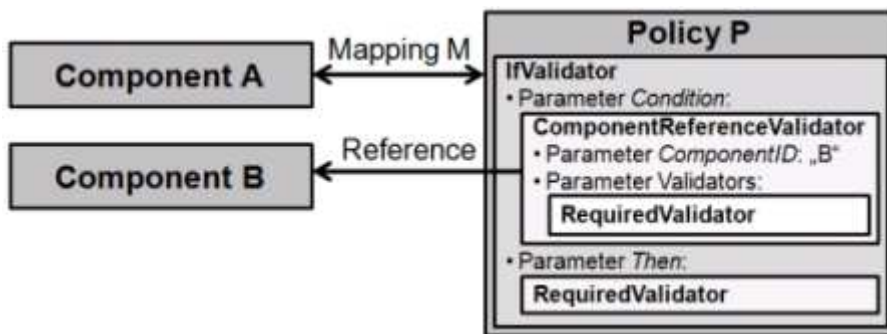 Component A
Mapping M
Component B
Reference
Policy P
IfValidator
• Parameter Condition:
ComponentReferenceValidator
• Parameter ComponentID: „B“
• Parameter Validators:
RequiredValidator
• Parameter Then:
RequiredValidator